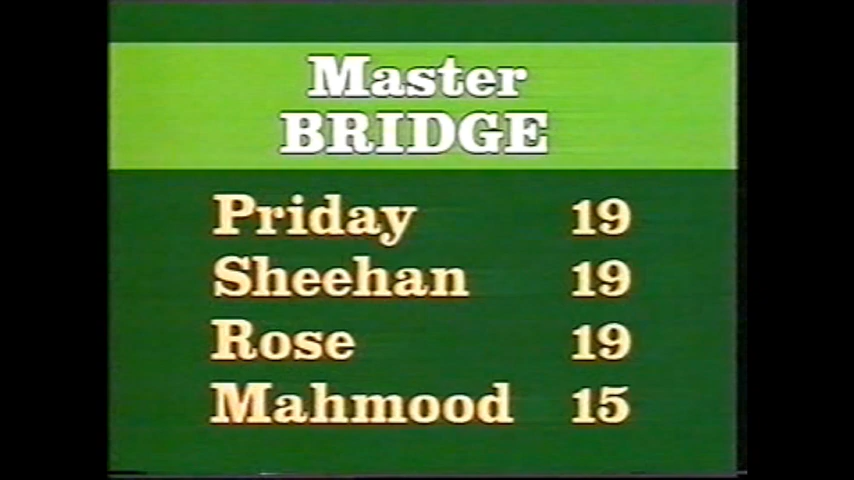 Master
BRIDGE
Priday 19
Sheehan 19
Rose 19
Mahmood 15